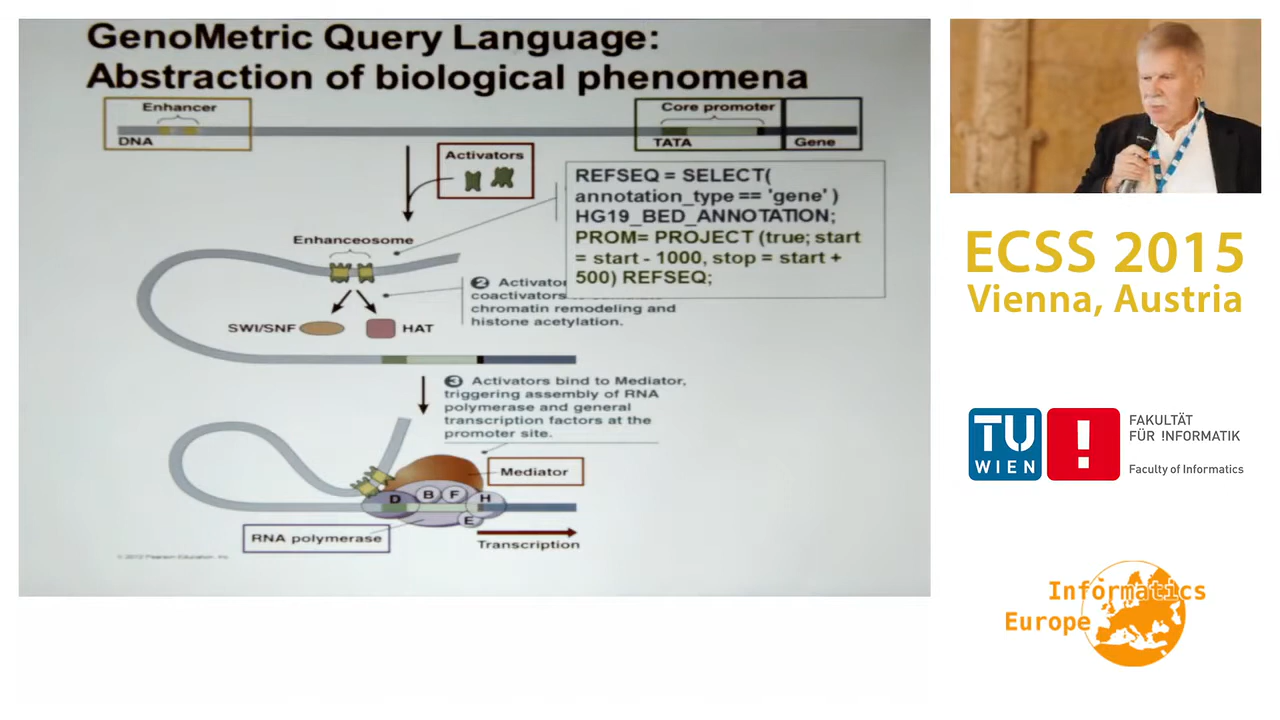 GenoMetric Query Language:
Abstraction of biological phenomena
Enhancer
DNA
Core promoter
TATA
Gene
Activators
REFSEQ = SELECT(
annotation_type == 'gene' )
HG19_BED_ANNOTATION;
PROM= PROJECT (true; start
= start - 1000, stop = start +
500) REFSEQ;
Enhanceosome
2 Activator
coactivators
chromatin remodeling and
histone acetylation.
SWI/SNF
HAT
3 Activators bind to Mediator,
triggering assembly of RNA
polymerase and general
transcription factors at the
promoter site.
Mediator
D
B
F
H
E
RNA polymerase
Transcription
© 2012 Pearson Education, Inc.
ECSS 2015
Vienna, Austria
TU
WIEN
!
FAKULTÄT
FÜR !NFORMATIK
Faculty of Informatics
Informatics
Europe